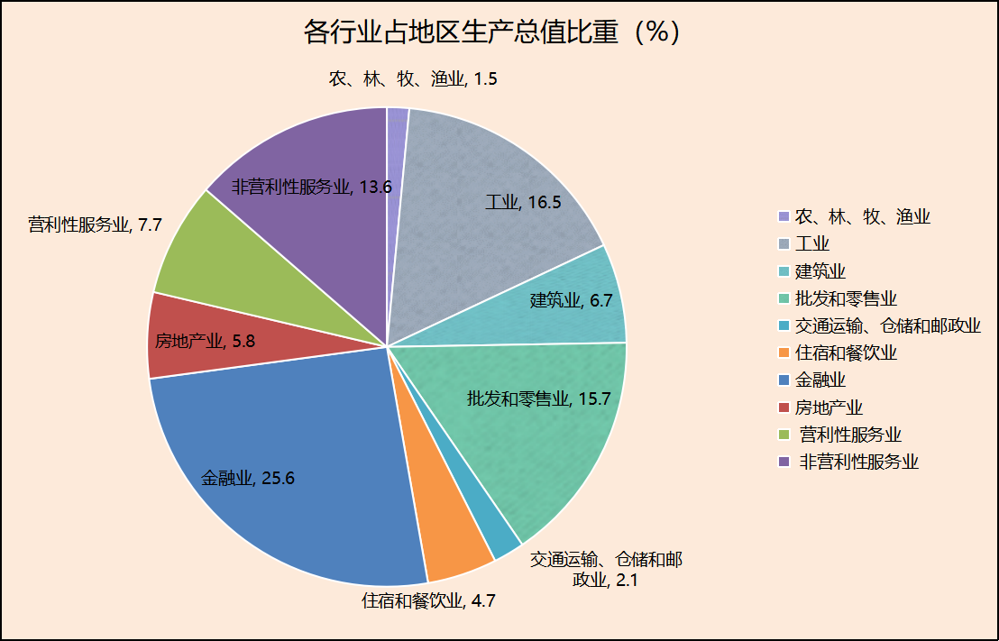 各行业占地区生产总值比重（%）
农、林、牧、渔业, 1.5
非营利性服务业, 13.6
工业, 16.5
营利性服务业, 7.7
建筑业, 6.7
房地产业, 5.8
批发和零售业, 15.7
金融业, 25.6
交通运输、仓储和邮
政业, 2.1
住宿和餐饮业, 4.7
农、林、牧、渔业
工业
建筑业
批发和零售业
交通运输、仓储和邮政业
住宿和餐饮业
金融业
房地产业
营利性服务业
非营利性服务业